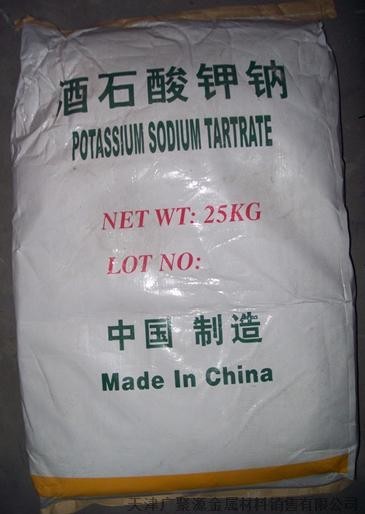 酒石酸钾钠
POTASSIUM SODIUM TARTRATE
NET WT: 25KG
LOT NO:
中国 制造
Made In China
天津广聚源金属材料销售有限公司